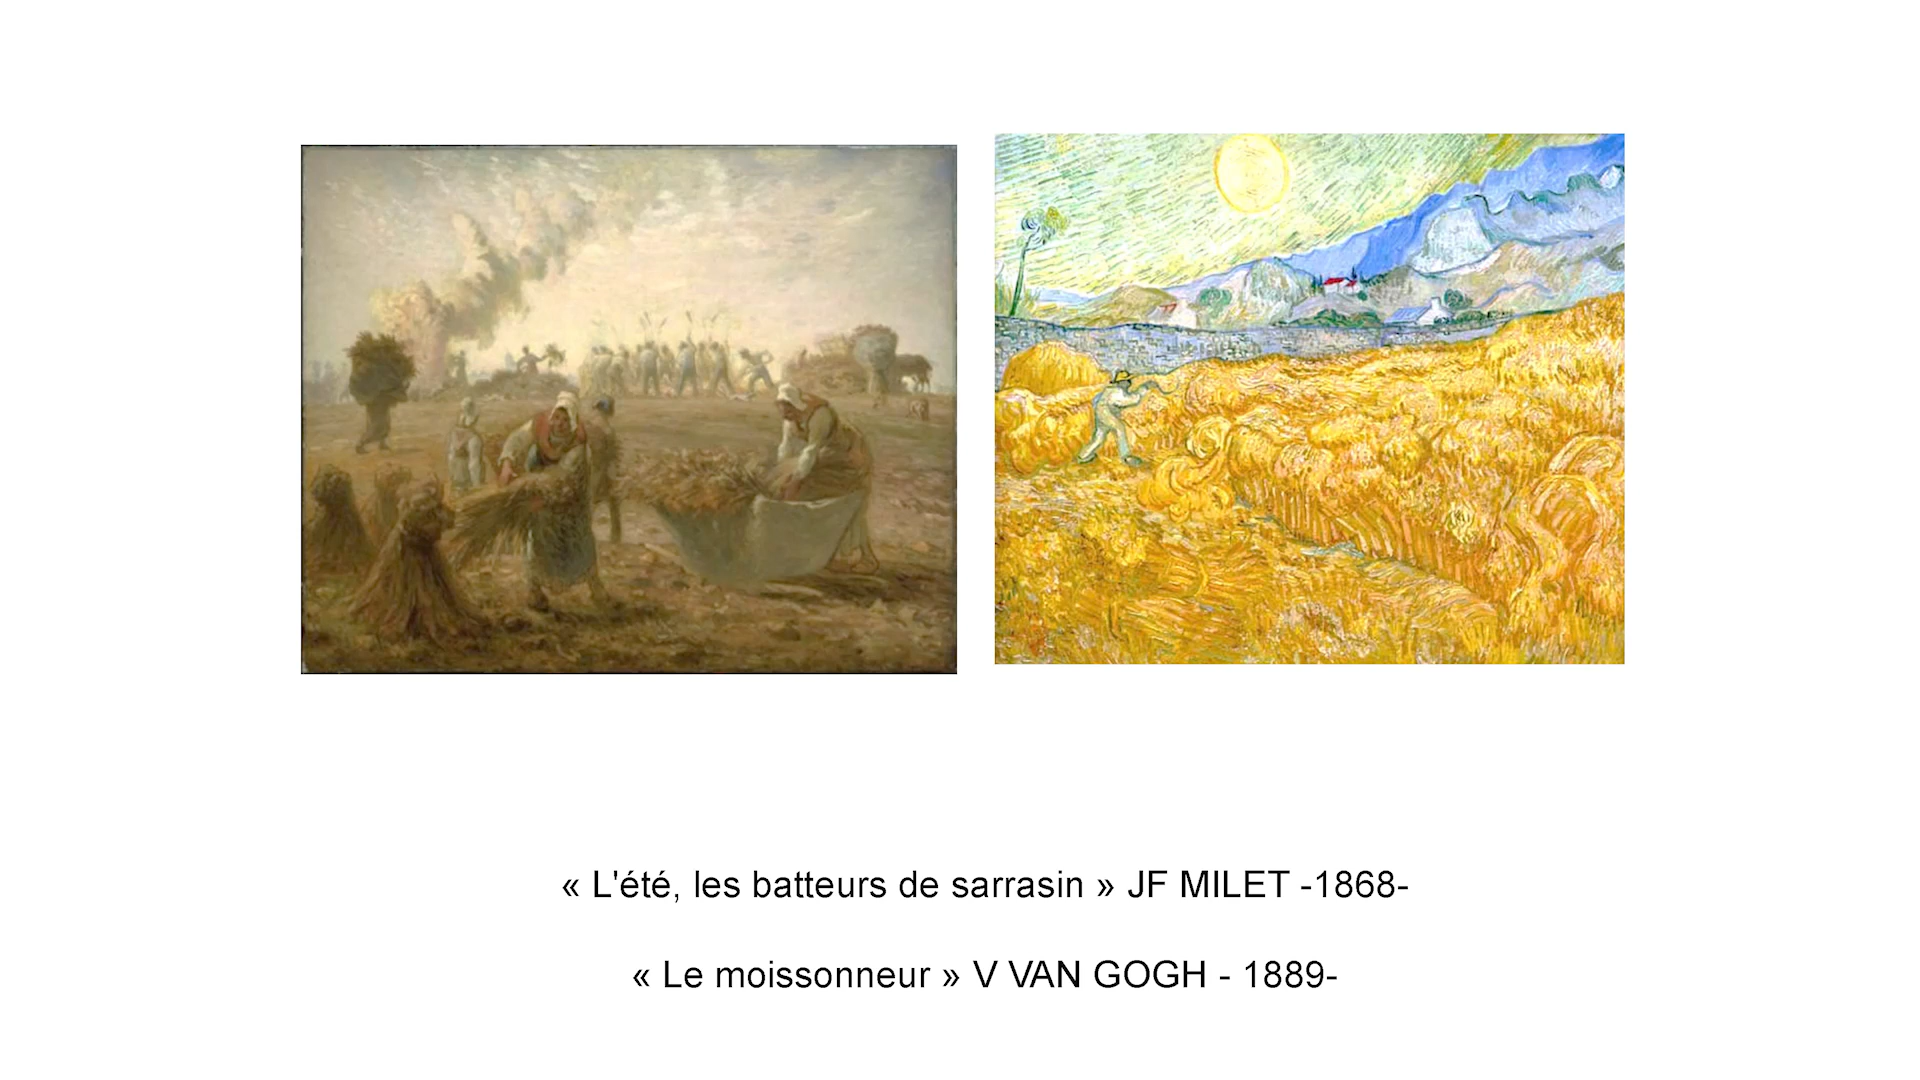 « L'été, les batteurs de sarrasin » JF MILET -1868-
« Le moissonneur » V VAN GOGH - 1889-